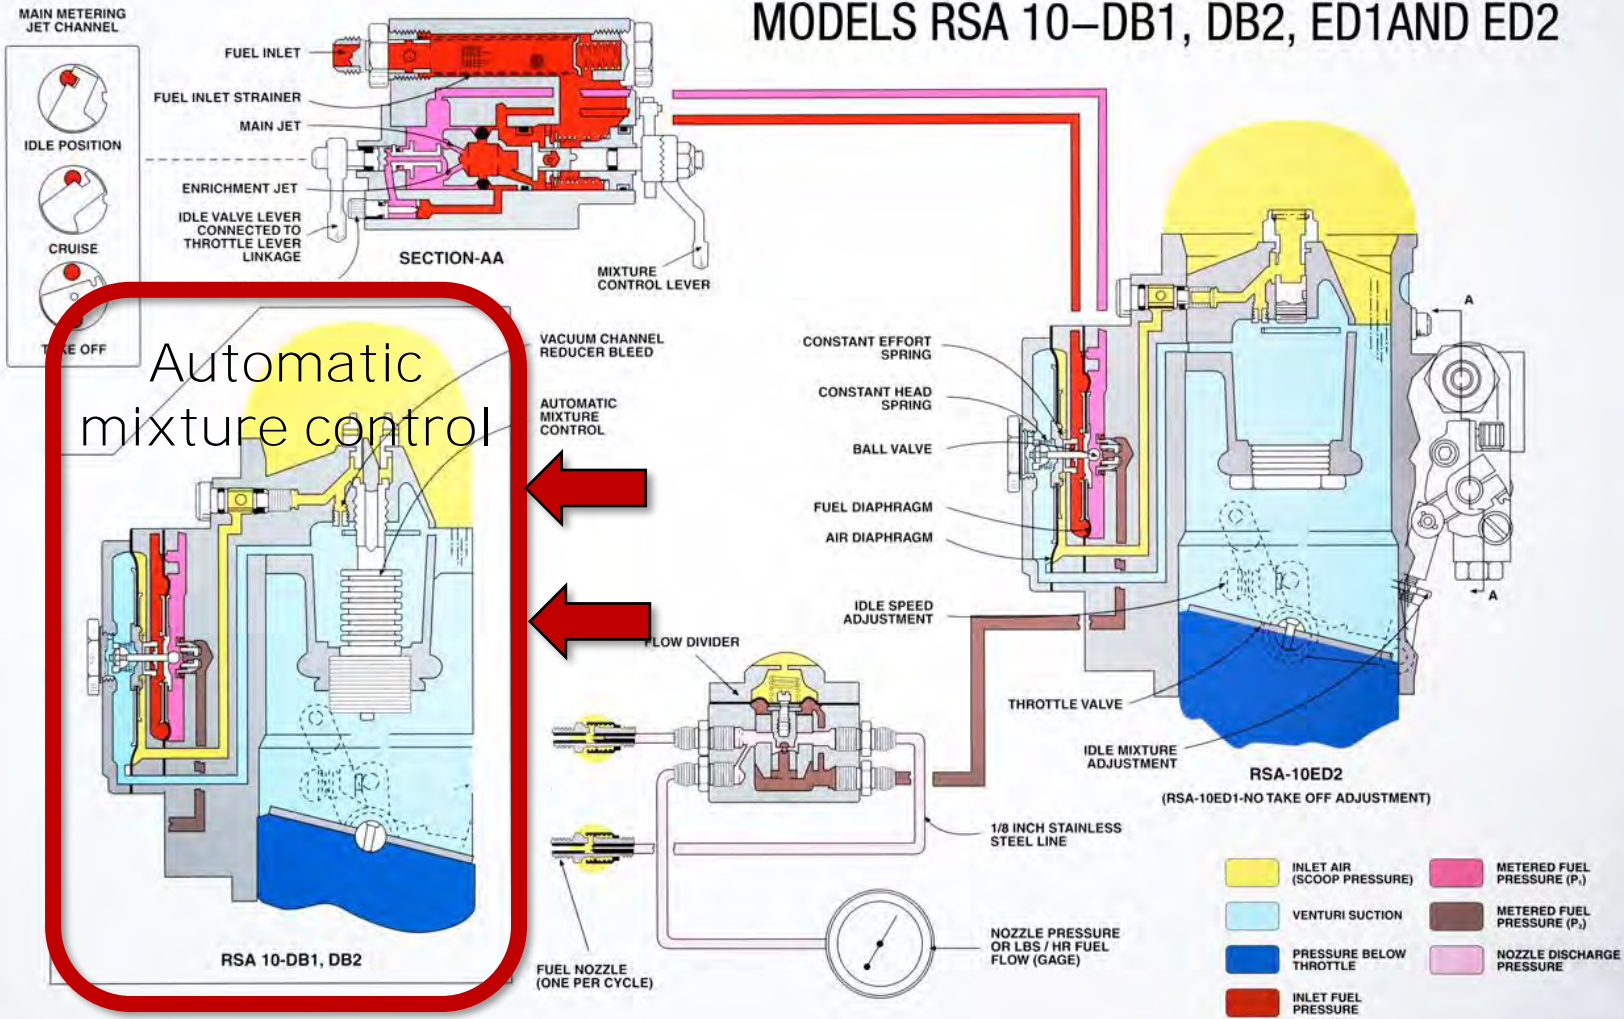 MODELS RSA 10–DB1, DB2, ED1AND ED2
MAIN METERING
JET CHANNEL
IDLE POSITION
CRUISE
TAKE OFF
FUEL INLET
FUEL INLET STRAINER
MAIN JET
ENRICHMENT JET
IDLE VALVE LEVER
CONNECTED TO
THROTTLE LEVER
LINKAGE
SECTION-AA
MIXTURE
CONTROL LEVER
Automatic
mixture control
VACUUM CHANNEL
REDUCER BLEED
AUTOMATIC
MIXTURE
CONTROL
RSA 10-DB1, DB2
CONSTANT EFFORT
SPRING
CONSTANT HEAD
SPRING
BALL VALVE
FUEL DIAPHRAGM
AIR DIAPHRAGM
IDLE SPEED
ADJUSTMENT
THROTTLE VALVE
IDLE MIXTURE
ADJUSTMENT
A
A
RSA-10ED2
(RSA-10ED1-NO TAKE OFF ADJUSTMENT)
FLOW DIVIDER
1/8 INCH STAINLESS
STEEL LINE
NOZZLE PRESSURE
OR LBS / HR FUEL
FLOW (GAGE)
FUEL NOZZLE
(ONE PER CYCLE)
INLET AIR
(SCOOP PRESSURE)
VENTURI SUCTION
PRESSURE BELOW
THROTTLE
INLET FUEL
PRESSURE
METERED FUEL
PRESSURE (P₁)
METERED FUEL
PRESSURE (P₂)
NOZZLE DISCHARGE
PRESSURE